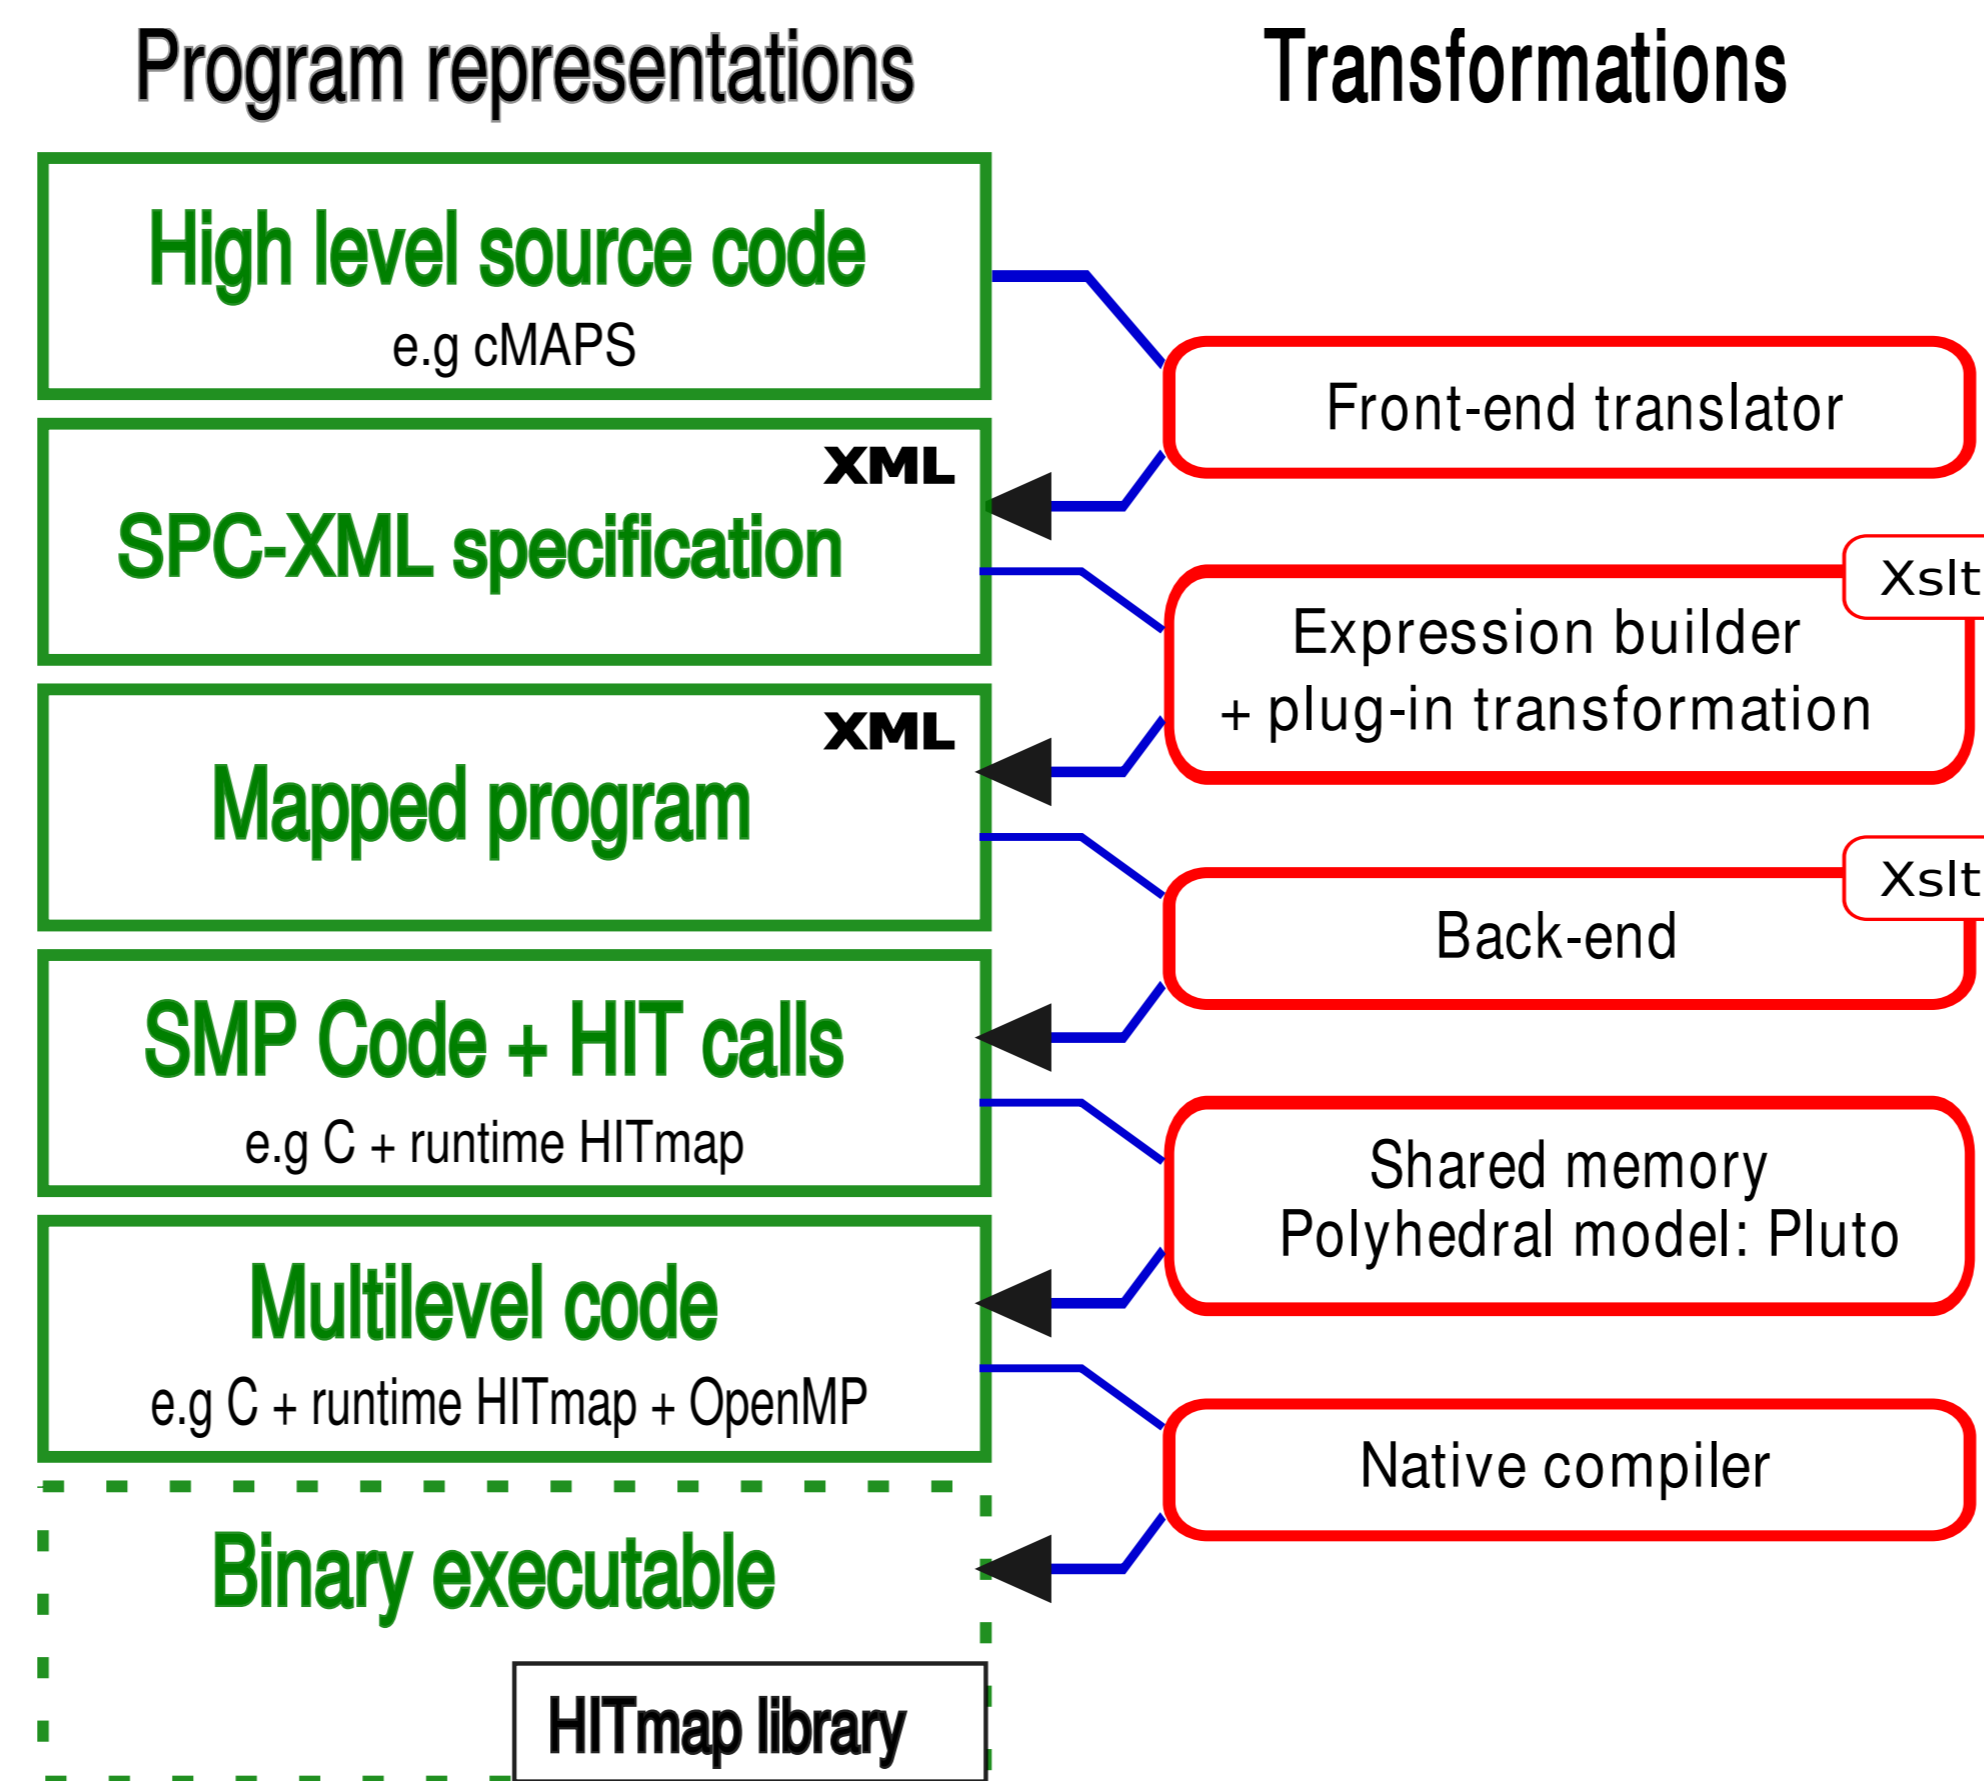 Program representations
Transformations
High level source code
e.g cMAPS
Front-end translator
XML
SPC-XML specification
Xslt
Expression builder
+ plug-in transformation
XML
Mapped program
Xslt
Back-end
SMP Code + HIT calls
e.g C + runtime HITmap
Shared memory
Polyhedral model: Pluto
Multilevel code
e.g C + runtime HITmap + OpenMP
Native compiler
Binary executable
HITmap library